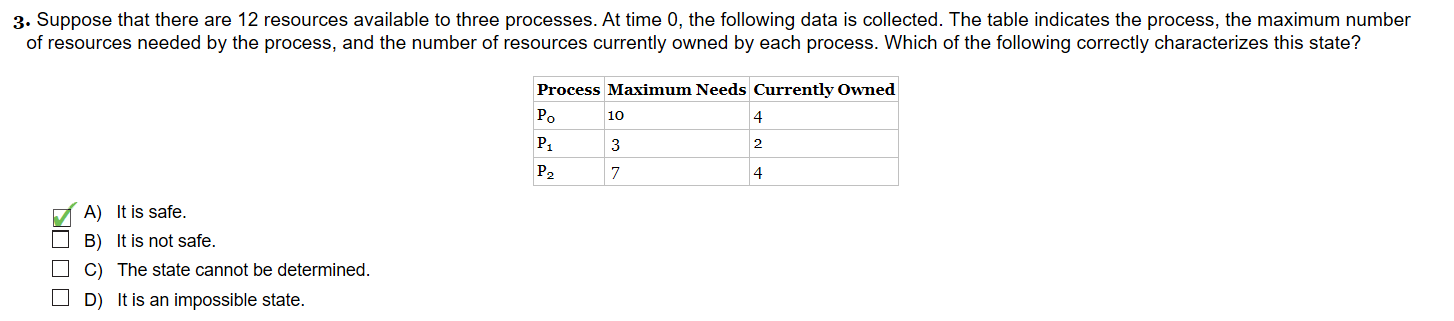 3. Suppose that there are 12 resources available to three processes. At time 0, the following data is collected. The table indicates the process, the maximum number
of resources needed by the process, and the number of resources currently owned by each process. Which of the following correctly characterizes this state?
Process Maximum Needs Currently Owned
P₀ 10 4
P₁ 3 2
P₂ 7 4
A) It is safe.
B) It is not safe.
C) The state cannot be determined.
D) It is an impossible state.